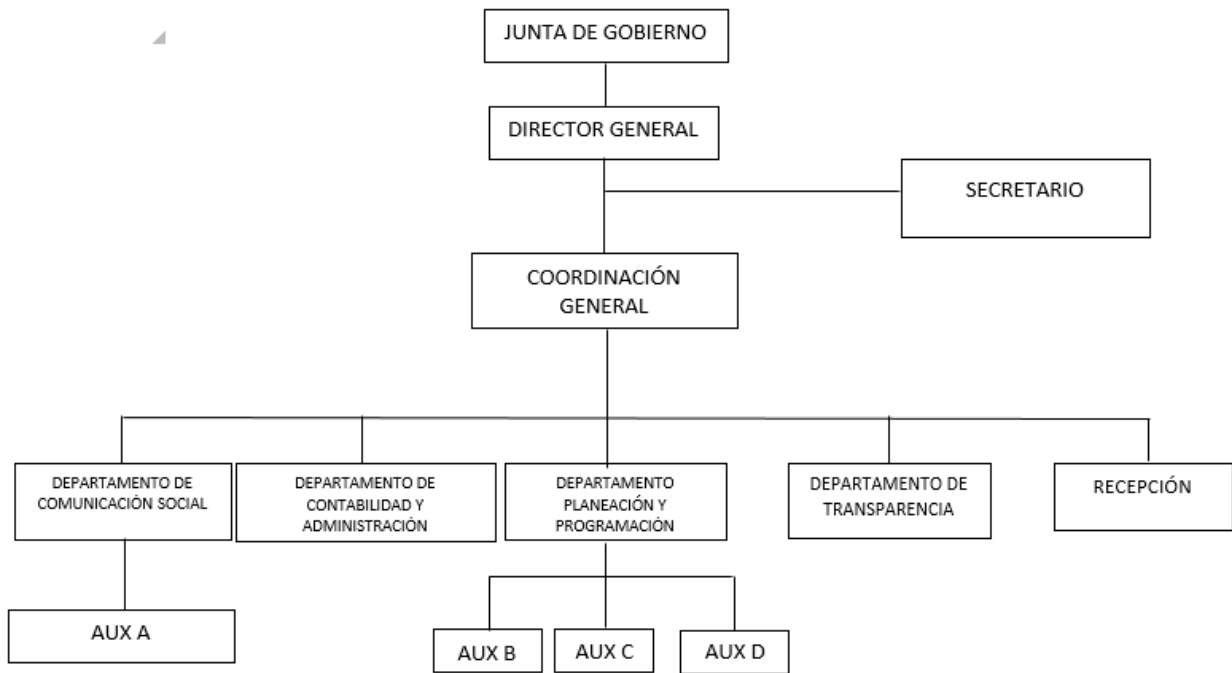 JUNTA DE GOBIERNO
DIRECTOR GENERAL
SECRETARIO
COORDINACIÓN
GENERAL
DEPARTAMENTO DE
COMUNICACIÓN SOCIAL
DEPARTAMENTO DE
CONTABILIDAD Y
ADMINISTRACIÓN
DEPARTAMENTO
PLANEACIÓN Y
PROGRAMACIÓN
DEPARTAMENTO DE
TRANSPARENCIA
RECEPCIÓN
AUX A
AUX B
AUX C
AUX D